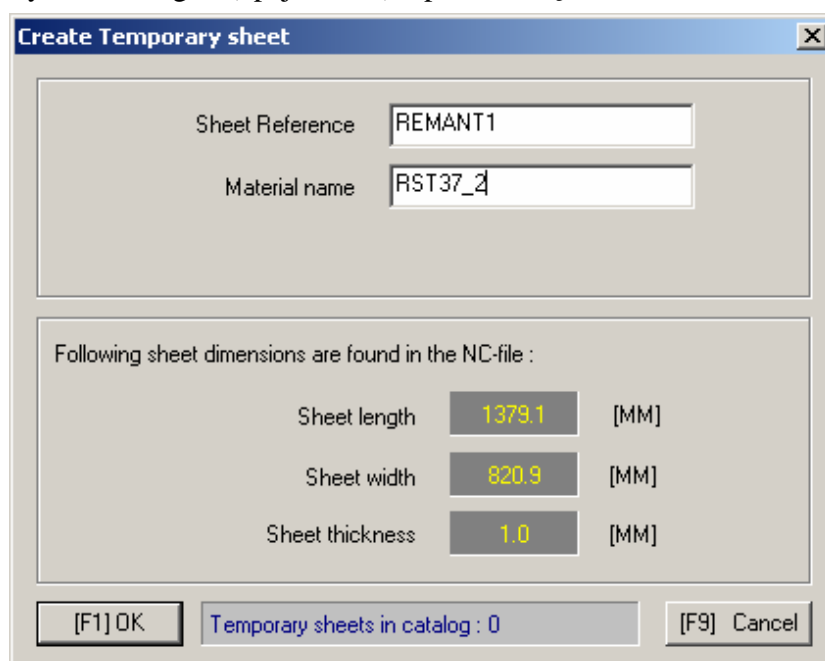 Create Temporary sheet
Sheet Reference REMANT1
Material name RST37_2
Following sheet dimensions are found in the NC-file :
Sheet length 1379.1 [MM]
Sheet width 820.9 [MM]
Sheet thickness 1.0 [MM]
[F1] OK Temporary sheets in catalog : 0 [F9] Cancel